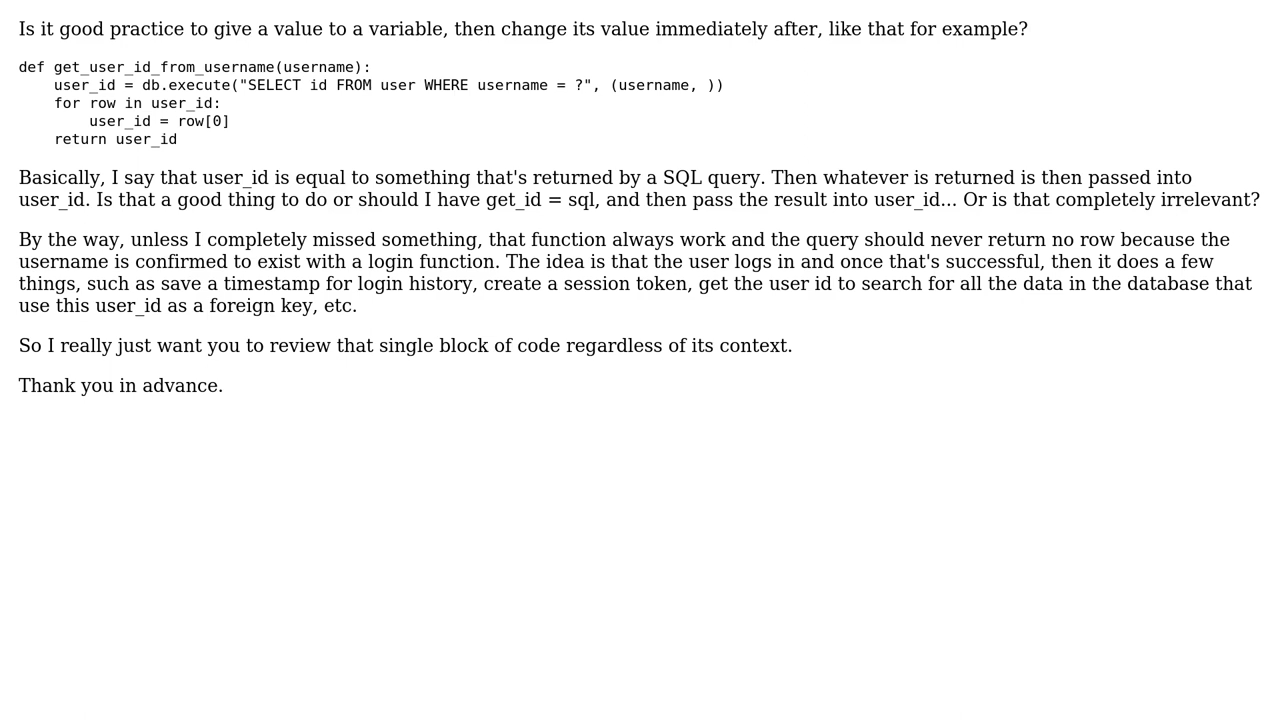 Is it good practice to give a value to a variable, then change its value immediately after, like that for example?
def get_user_id_from_username(username):
    user_id = db.execute("SELECT id FROM user WHERE username = ?", (username, ))
    for row in user_id:
        user_id = row[0]
    return user_id
Basically, I say that user_id is equal to something that's returned by a SQL query. Then whatever is returned is then passed into
user_id. Is that a good thing to do or should I have get_id = sql, and then pass the result into user_id... Or is that completely irrelevant?
By the way, unless I completely missed something, that function always work and the query should never return no row because the
username is confirmed to exist with a login function. The idea is that the user logs in and once that's successful, then it does a few
things, such as save a timestamp for login history, create a session token, get the user id to search for all the data in the database that
use this user_id as a foreign key, etc.
So I really just want you to review that single block of code regardless of its context.
Thank you in advance.